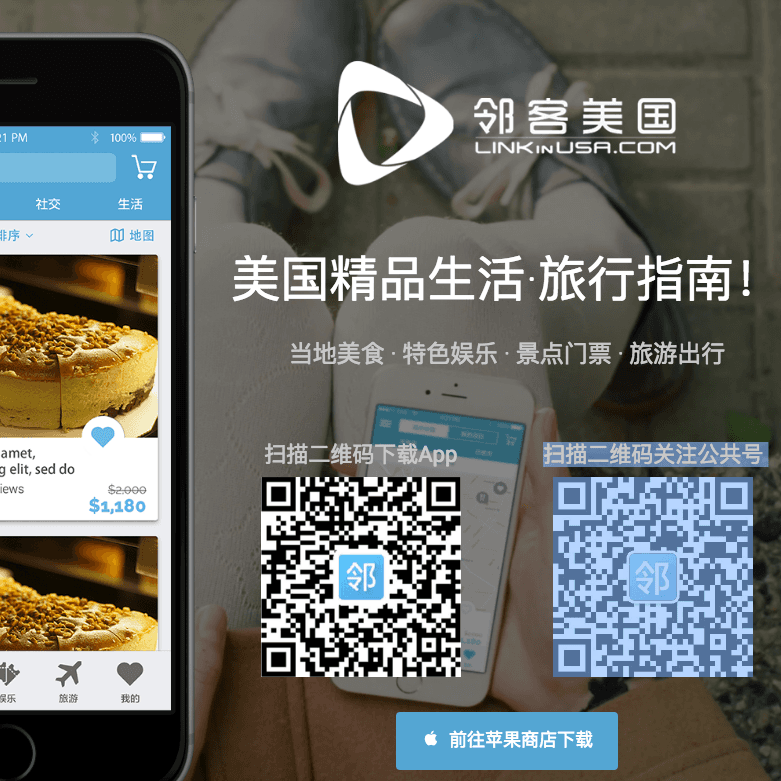 21 PM
100%
邻客美国
LINKINUSA.COM
社交
生活
排序
地图
美国精品生活·旅行指南！
当地美食 · 特色娱乐 · 景点门票 · 旅游出行
amet,
g elit, sed do
iews
$2,000
$1,180
扫描二维码下载App
扫描二维码关注公共号
邻
邻
娱乐
旅游
我的
前往苹果商店下载